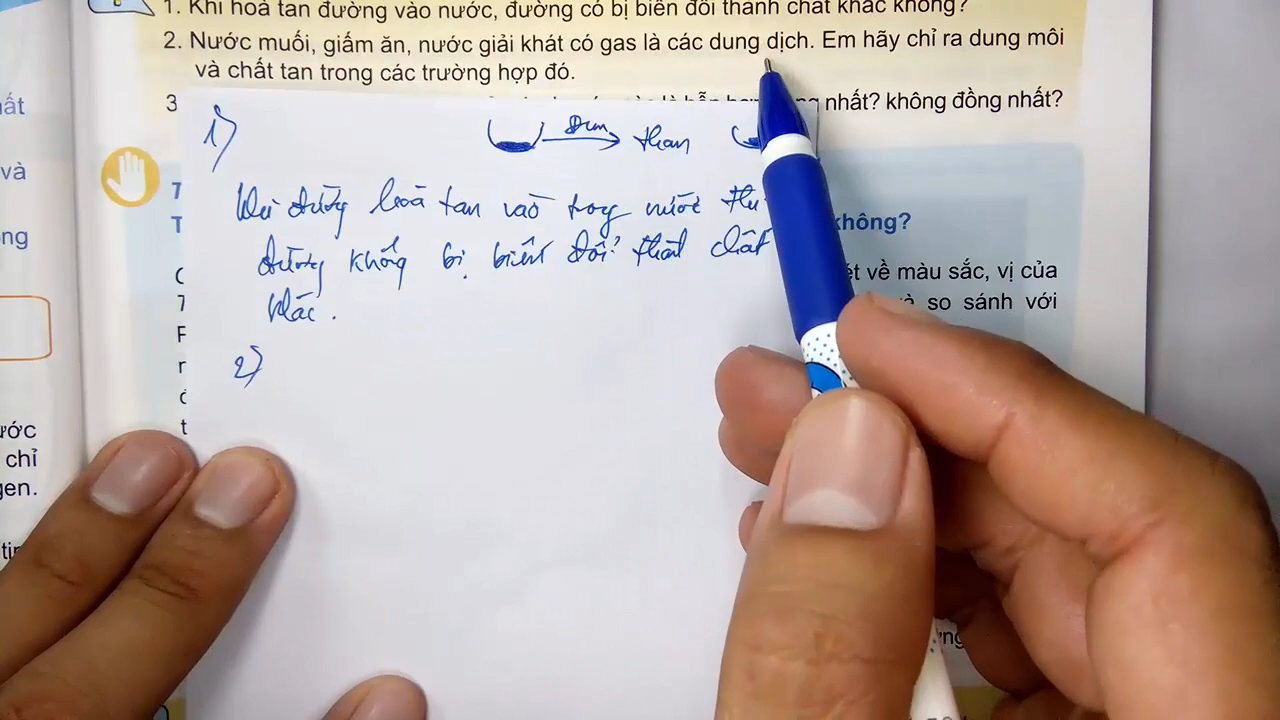 1. Khi hoà tan đường vào nước, đường có bị biến đổi thành chất khác không?
2. Nước muối, giấm ăn, nước giải khát có gas là các dung dịch. Em hãy chỉ ra dung môi
và chất tan trong các trường hợp đó.
3 nhất? không đồng nhất?
1) Đun than
Khi đường hoà tan vào trong nước
đường không bị biến đổi thành chất
khác.
2)
không?
ét về màu sắc, vị của
so sánh với
và
ước
chỉ
gen.